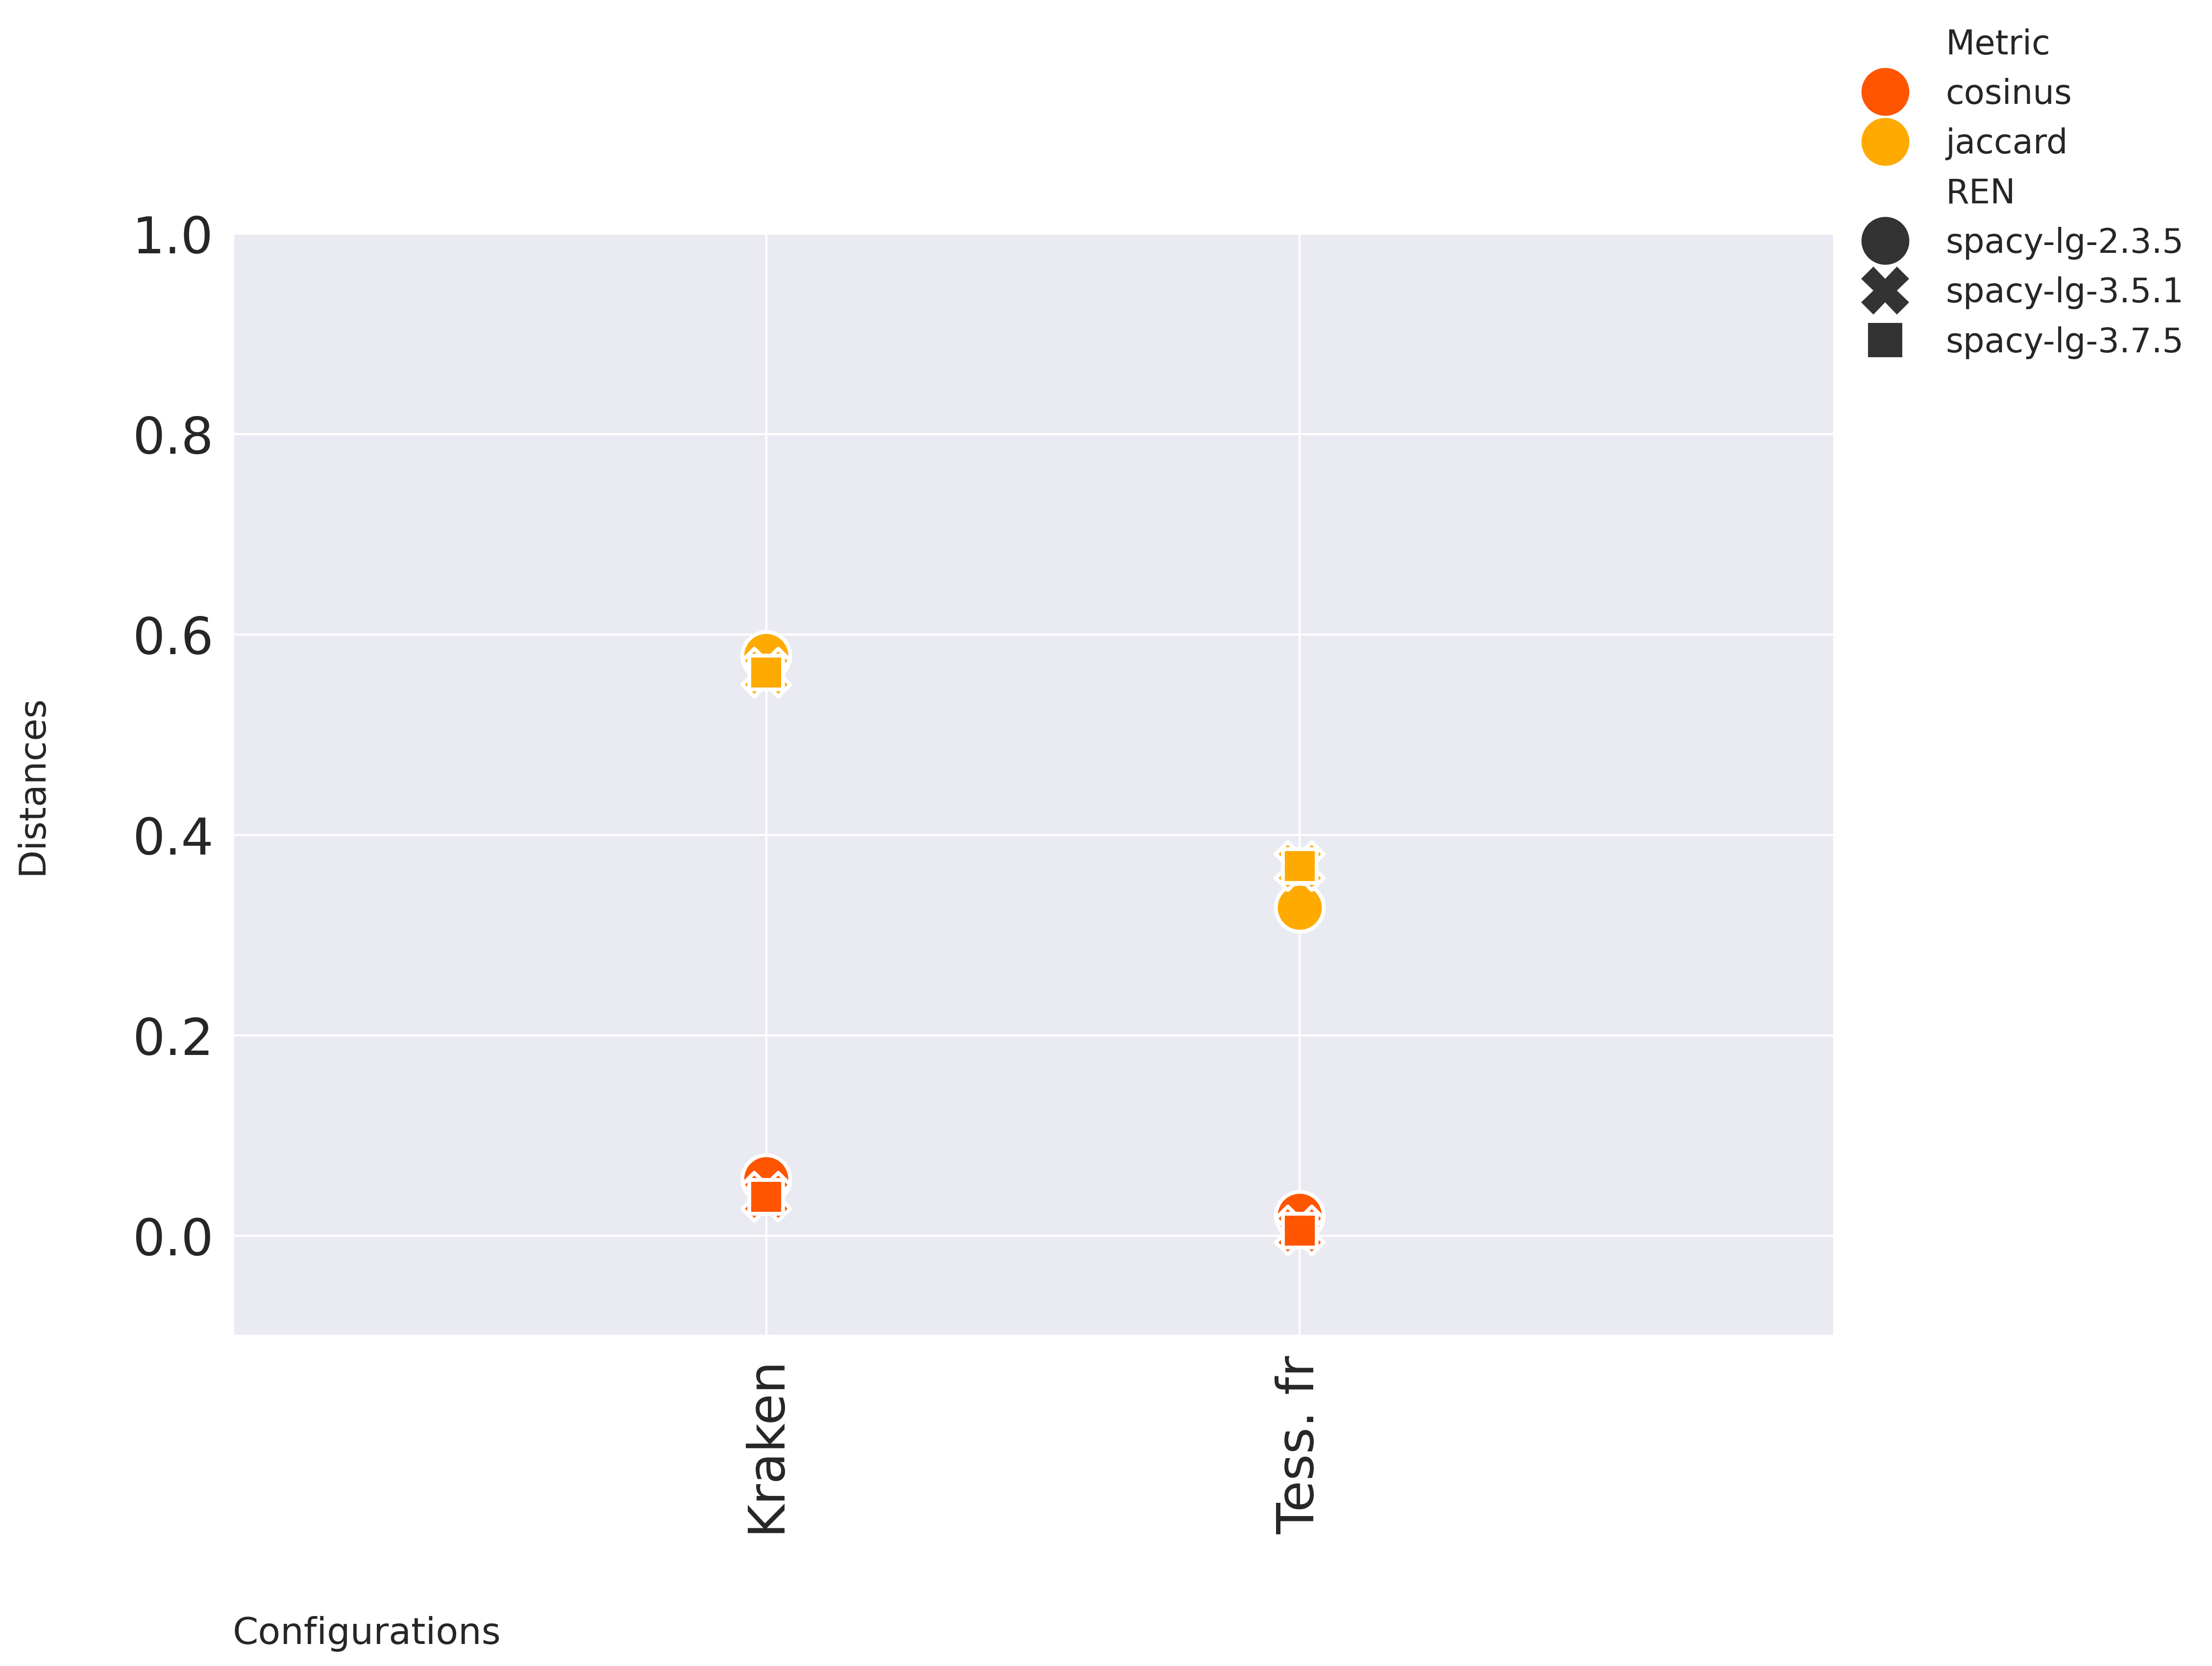 Metric
cosinus
jaccard
REN
spacy-lg-2.3.5
spacy-lg-3.5.1
spacy-lg-3.7.5
1.0
0.8
0.6
0.4
0.2
0.0
Distances
Kraken
Tess. fr
Configurations